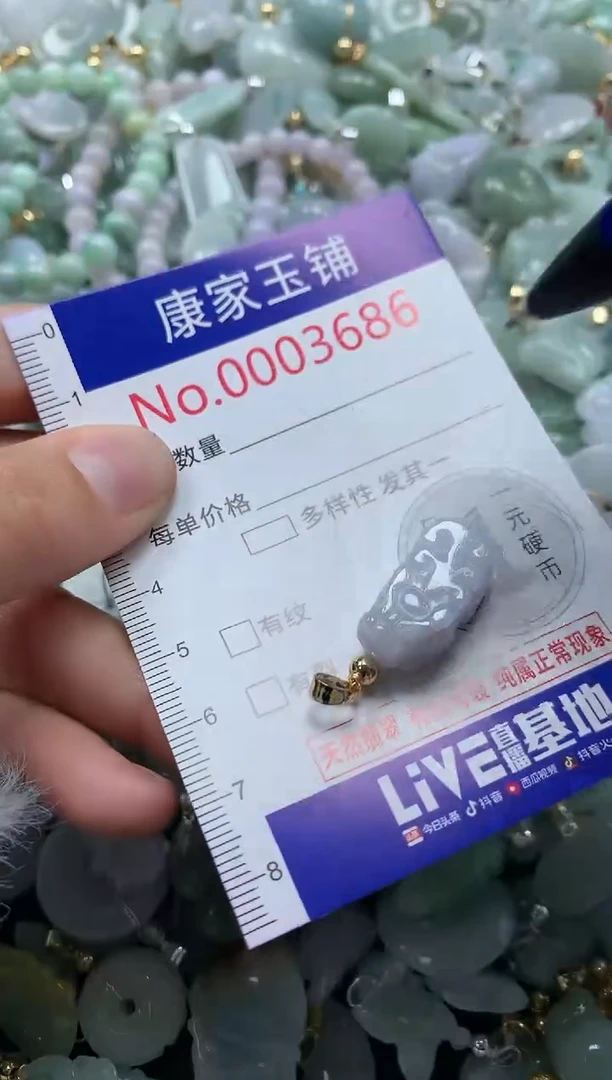 康家玉铺
No.0003686
数量
每单价格
多样性 发其一
一元硬币
有纹
有裂
天然翡翠 纯属正常现象
LiVE直播基地
今日头条 抖音 西瓜视频 抖音火
0
1
4
5
6
7
8